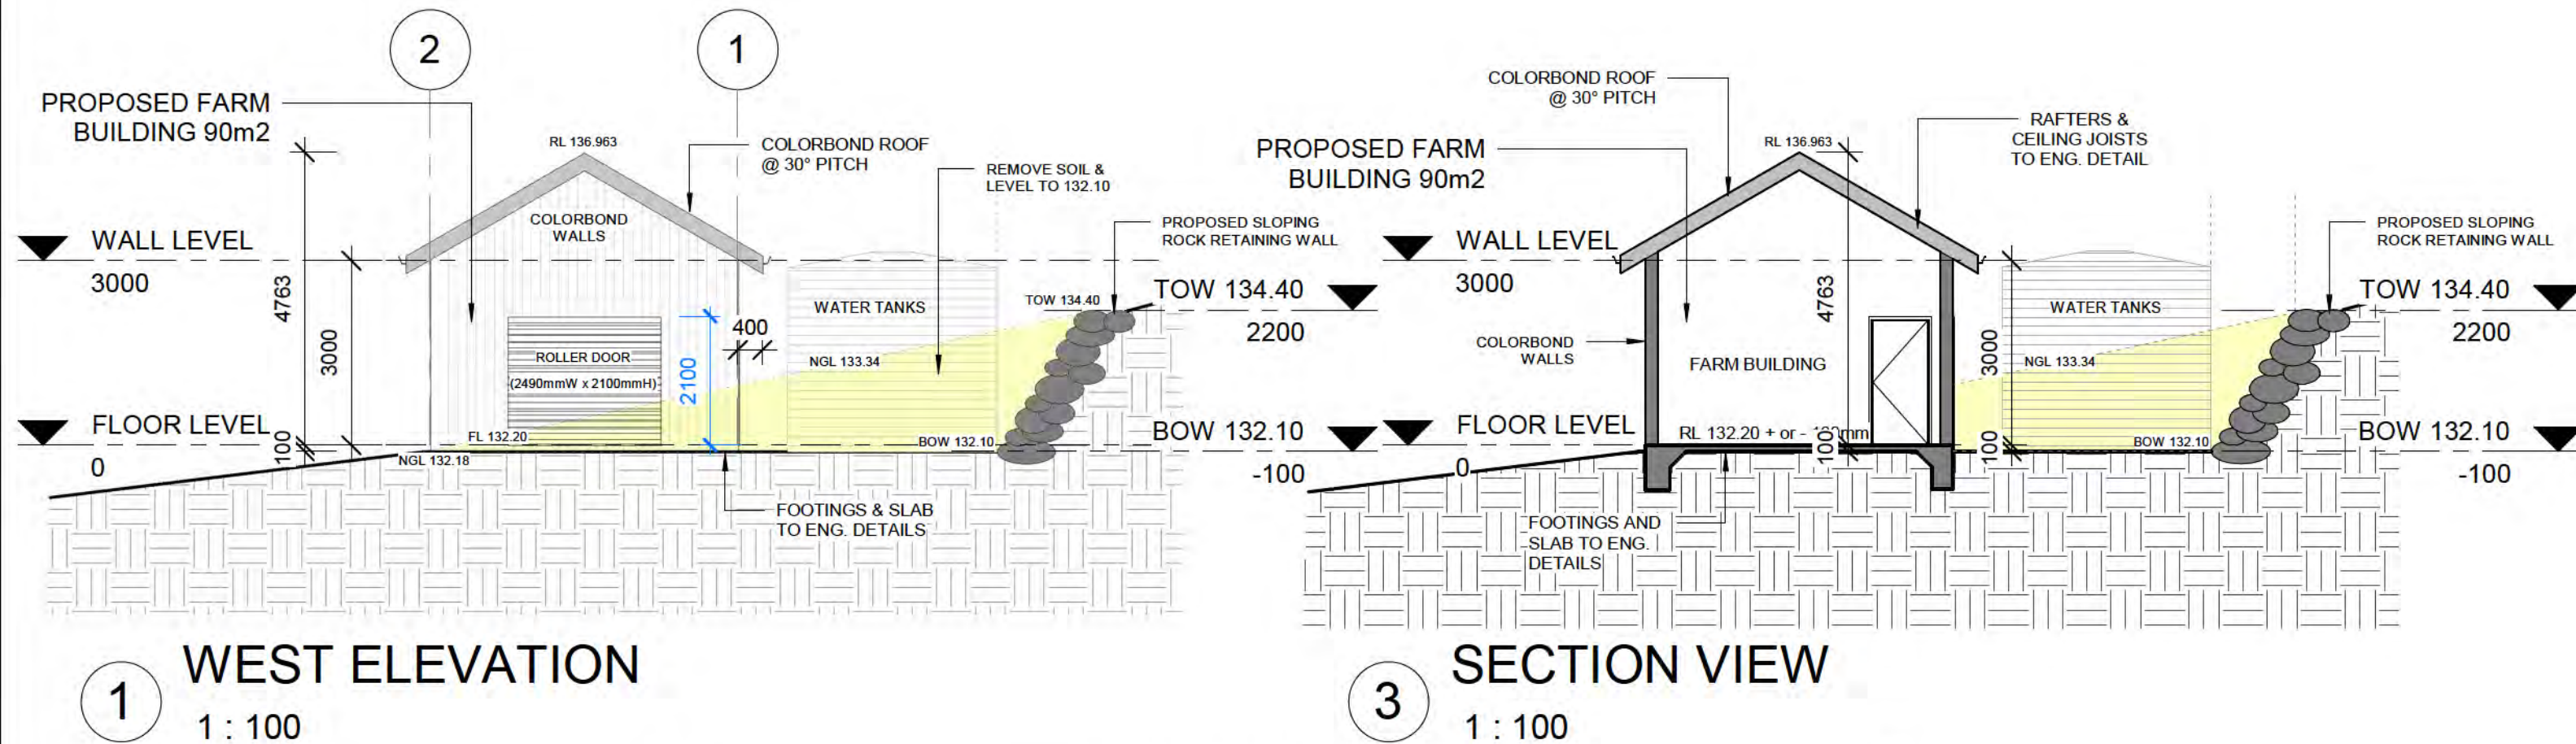 2
1
PROPOSED FARM
BUILDING 90m2
RL 136.963
COLORBOND ROOF
@ 30° PITCH
REMOVE SOIL &
LEVEL TO 132.10
COLORBOND
WALLS
PROPOSED SLOPING
ROCK RETAINING WALL
WALL LEVEL
3000
4763
3000
WATER TANKS
TOW 134.40
TOW 134.40
2200
400
ROLLER DOOR
(2490mmW x 2100mmH)
2100
NGL 133.34
FLOOR LEVEL
0
100
FL 132.20
BOW 132.10
BOW 132.10
-100
NGL 132.18
FOOTINGS & SLAB
TO ENG. DETAILS
1
WEST ELEVATION
1 : 100
COLORBOND ROOF
@ 30° PITCH
RAFTERS &
CEILING JOISTS
TO ENG. DETAIL
PROPOSED FARM
BUILDING 90m2
RL 136.963
PROPOSED SLOPING
ROCK RETAINING WALL
WALL LEVEL
3000
4763
WATER TANKS
TOW 134.40
2200
COLORBOND
WALLS
FARM BUILDING
3000
NGL 133.34
FLOOR LEVEL
0
RL 132.20 + or -
100
100
BOW 132.10
BOW 132.10
-100
FOOTINGS AND
SLAB TO ENG.
DETAILS
3
SECTION VIEW
1 : 100